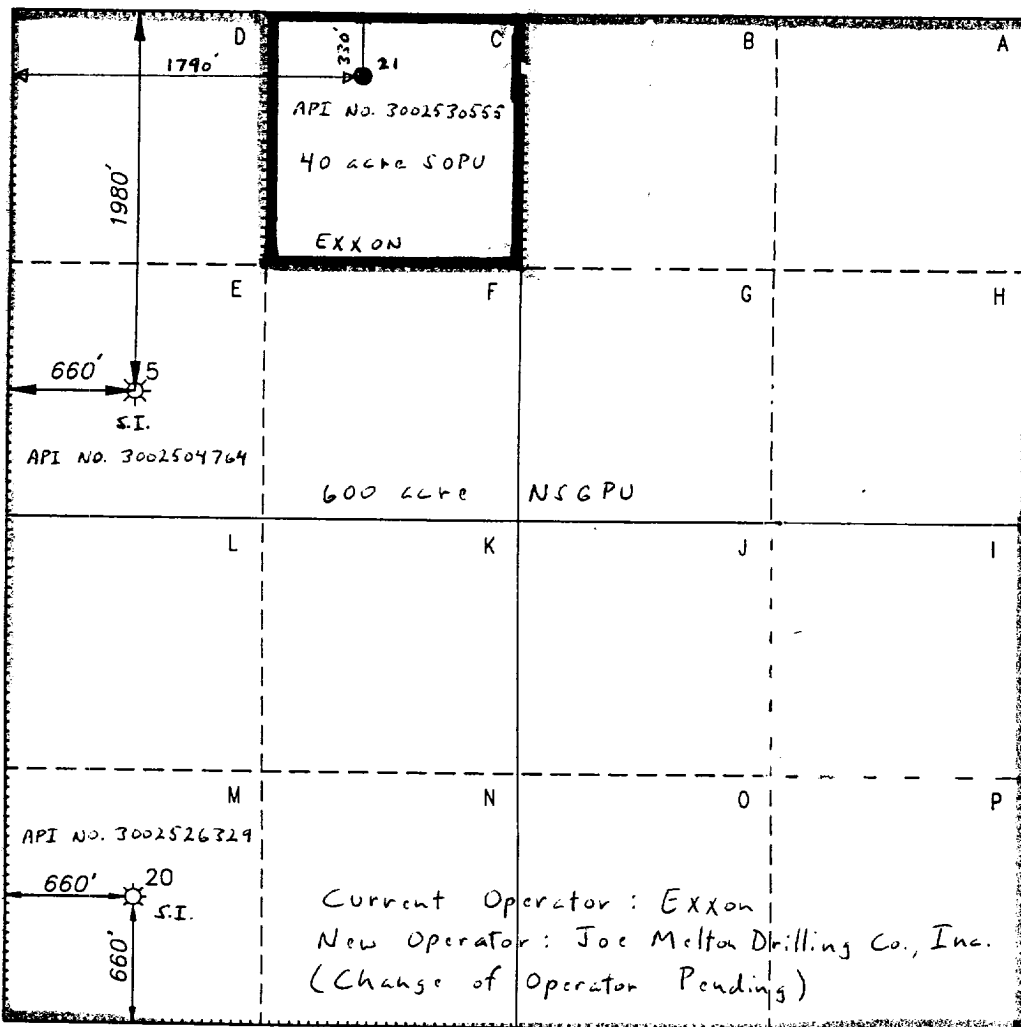 D
C
B
A
1790'
330'
21
API No. 3002530555
40 acre SOPU
EXXON
1980'
E
F
G
H
660'
5
S.I.
API No. 3002504764
600 acre NSGPU
L
K
J
I
M
N
O
P
API No. 3002526329
660'
20
S.I.
660'
Current Operator: Exxon
New Operator: Joe Melton Drilling Co., Inc.
(Change of Operator Pending)